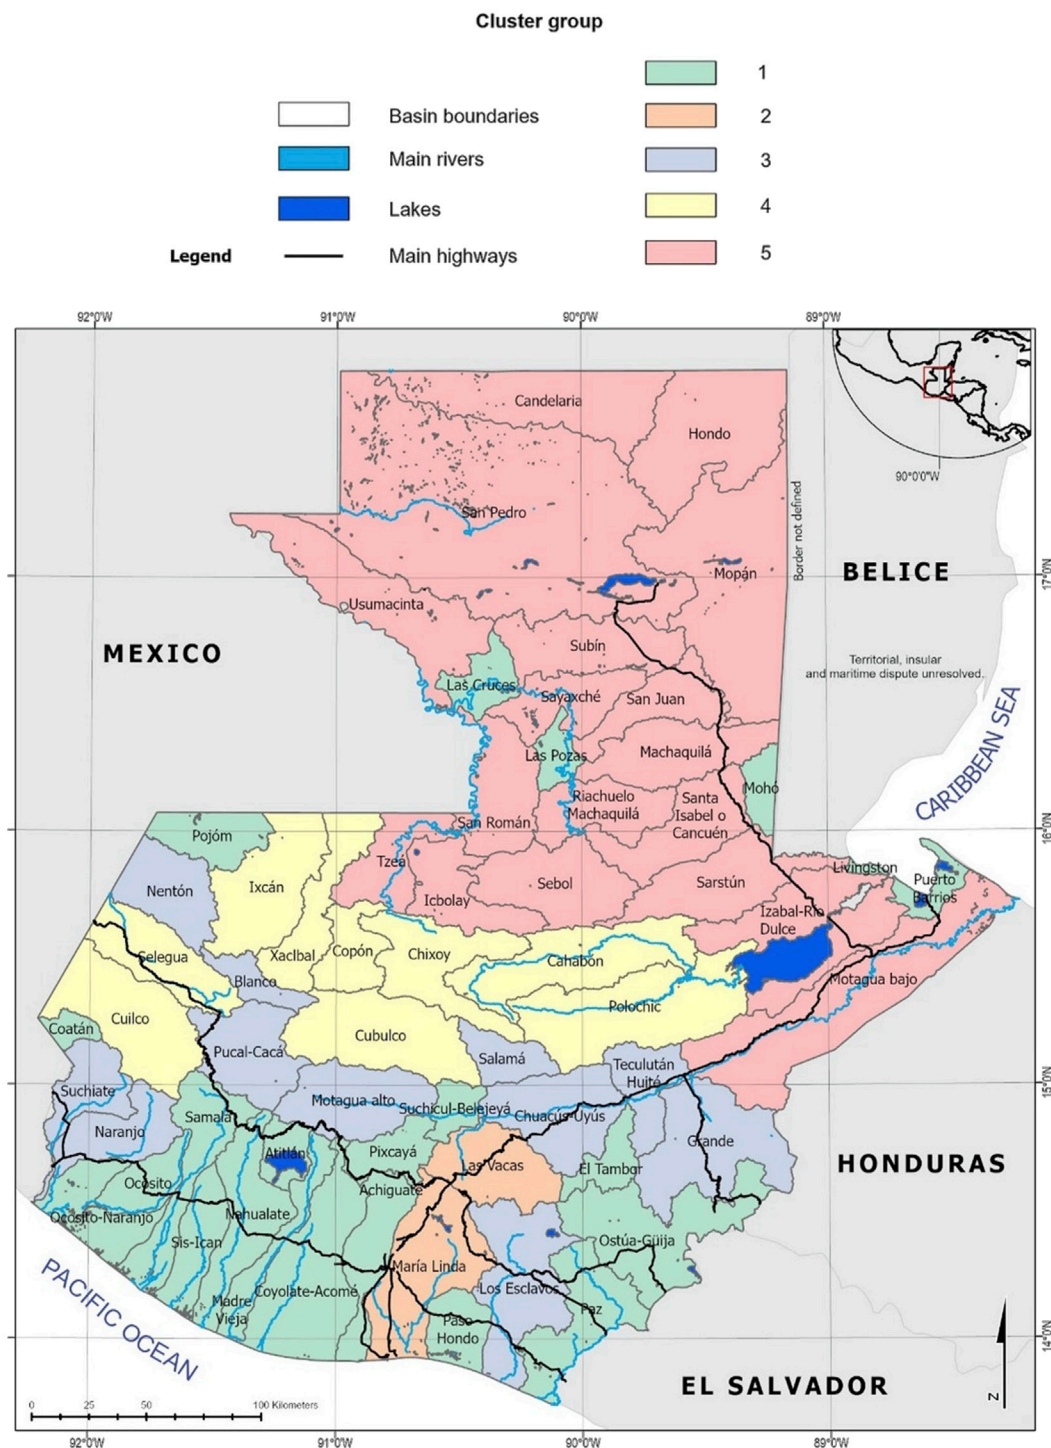 Cluster group
1
Basin boundaries
2
Main rivers
3
Lakes
4
Legend
Main highways
5
92°0'W
91°0'W
90°0'W
89°0'W
Candelaria
Hondo
90°0'0"W
San Pedro
Border not defined
Mopán
BELICE
17°0'N
Usumacinta
MEXICO
Subín
Territorial, insular
and maritime dispute unresolved.
Las Cruces
Sayaxché
San Juan
CARIBBEAN SEA
Machaquilá
Las Pozas
Mohó
Riachuelo
Machaquilá
Santa
Isabel o
Cancuén
San Román
Pojóm
16°0'N
Tzeá
Livingston
Nentón
Ixcán
Icbolay
Sebol
Sarstún
Puerto
Barrios
Izabal-Río
Dulce
Selegua
Xaclbal
Copón
Chixoy
Cahabón
Blanco
Motagua bajo
Polochic
Cuilco
Coatán
Cubulco
Pucal-Cacá
Salamá
Teculután
Huité
15°0'N
Suchiate
Motagua alto
Suchicul-Belejeyá
Chuacús-Uyús
Samalá
Naranjo
Grande
Pixcayá
Atitlán
Las Vacas
El Tambor
HONDURAS
Ocosito
Achiguate
Ocosito-Naranjo
Nahualate
Sis-Ican
Ostúa-Güija
María Linda
Los Esclavos
Coyolate-Acomé
Madre
Vieja
Paso
Hondo
Paz
PACIFIC OCEAN
14°0'N
EL SALVADOR
N
0
25
50
100 Kilometers
92°0'W
91°0'W
90°0'W
89°0'W